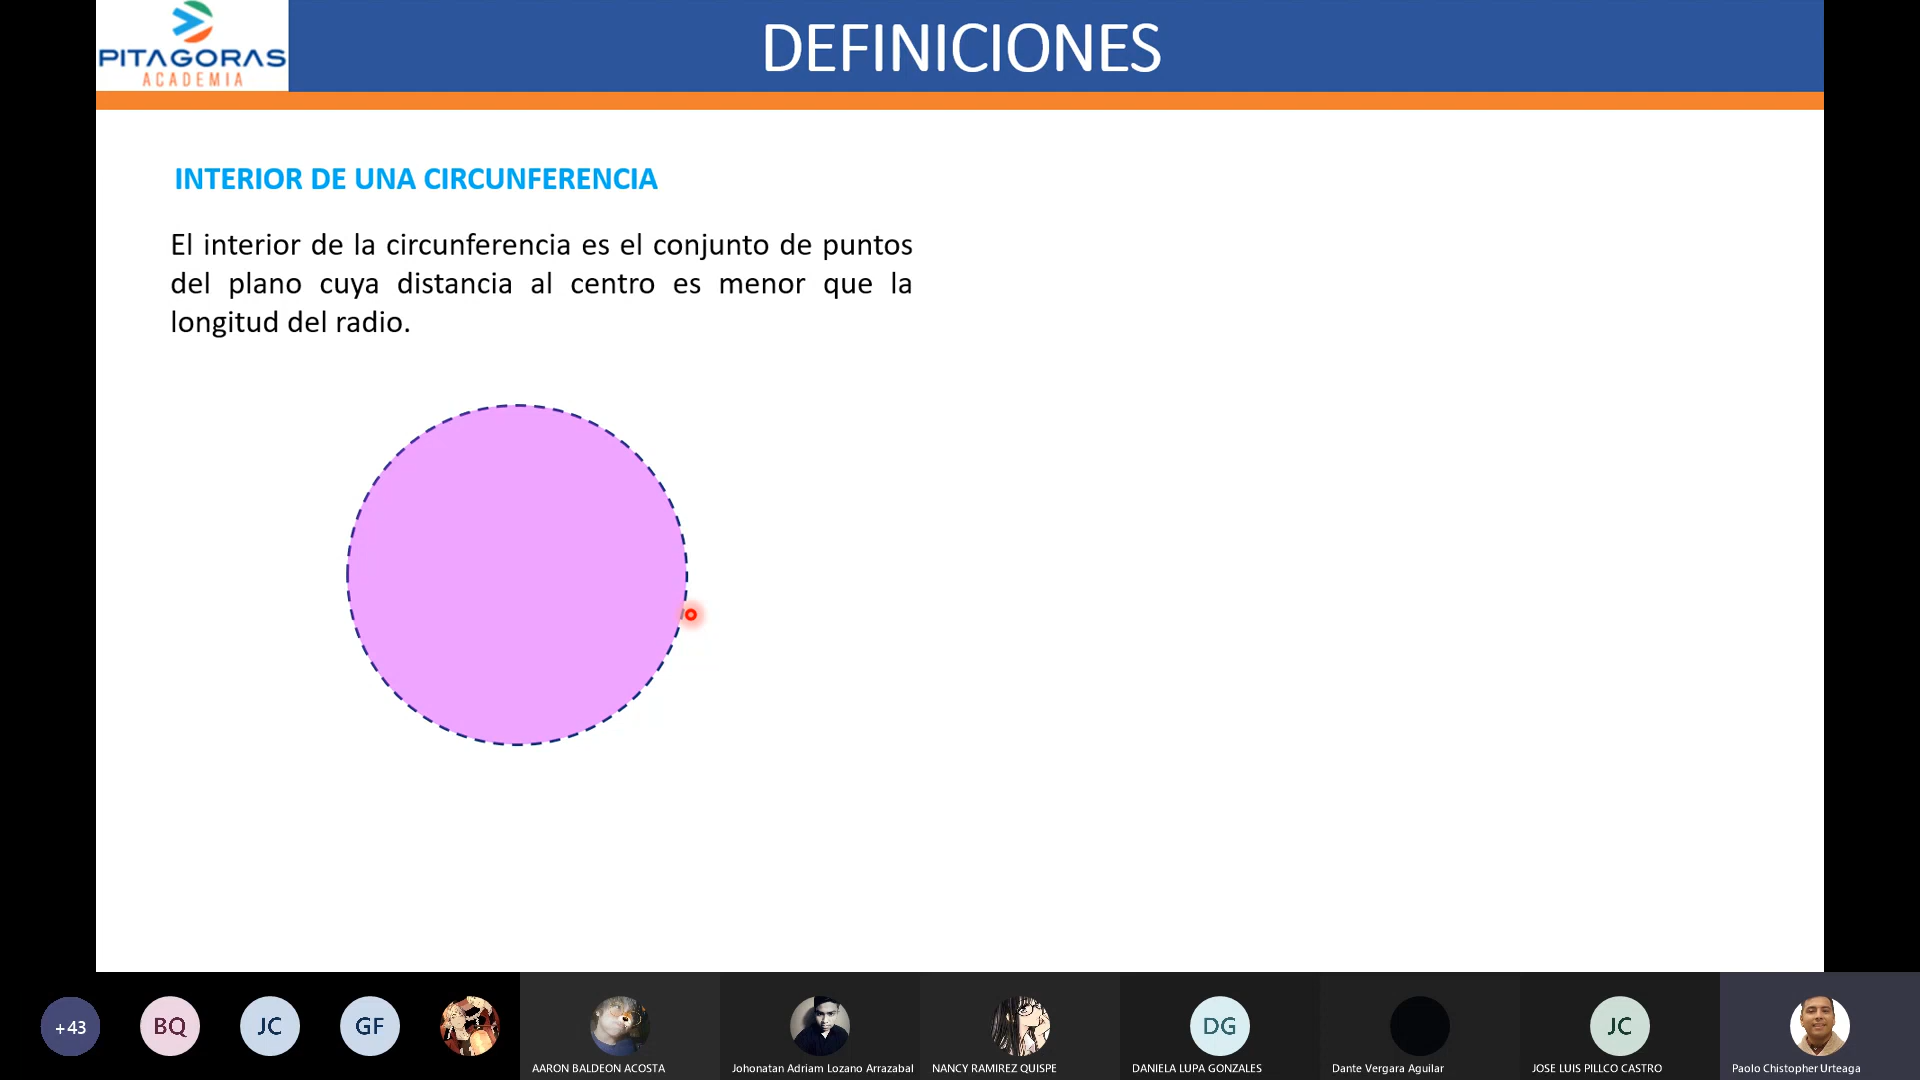 PITAGORAS
ACADEMIA
DEFINICIONES
INTERIOR DE UNA CIRCUNFERENCIA
El interior de la circunferencia es el conjunto de puntos
del plano cuya distancia al centro es menor que la
longitud del radio.
+43
BQ
JC
GF
DG
JC
AARON BALDEON ACOSTA
Johonatan Adriam Lozano Arrazabal
NANCY RAMIREZ QUISPE
DANIELA LUPA GONZALES
Dante Vergara Aguilar
JOSE LUIS PILLCO CASTRO
Paolo Chistopher Urteaga